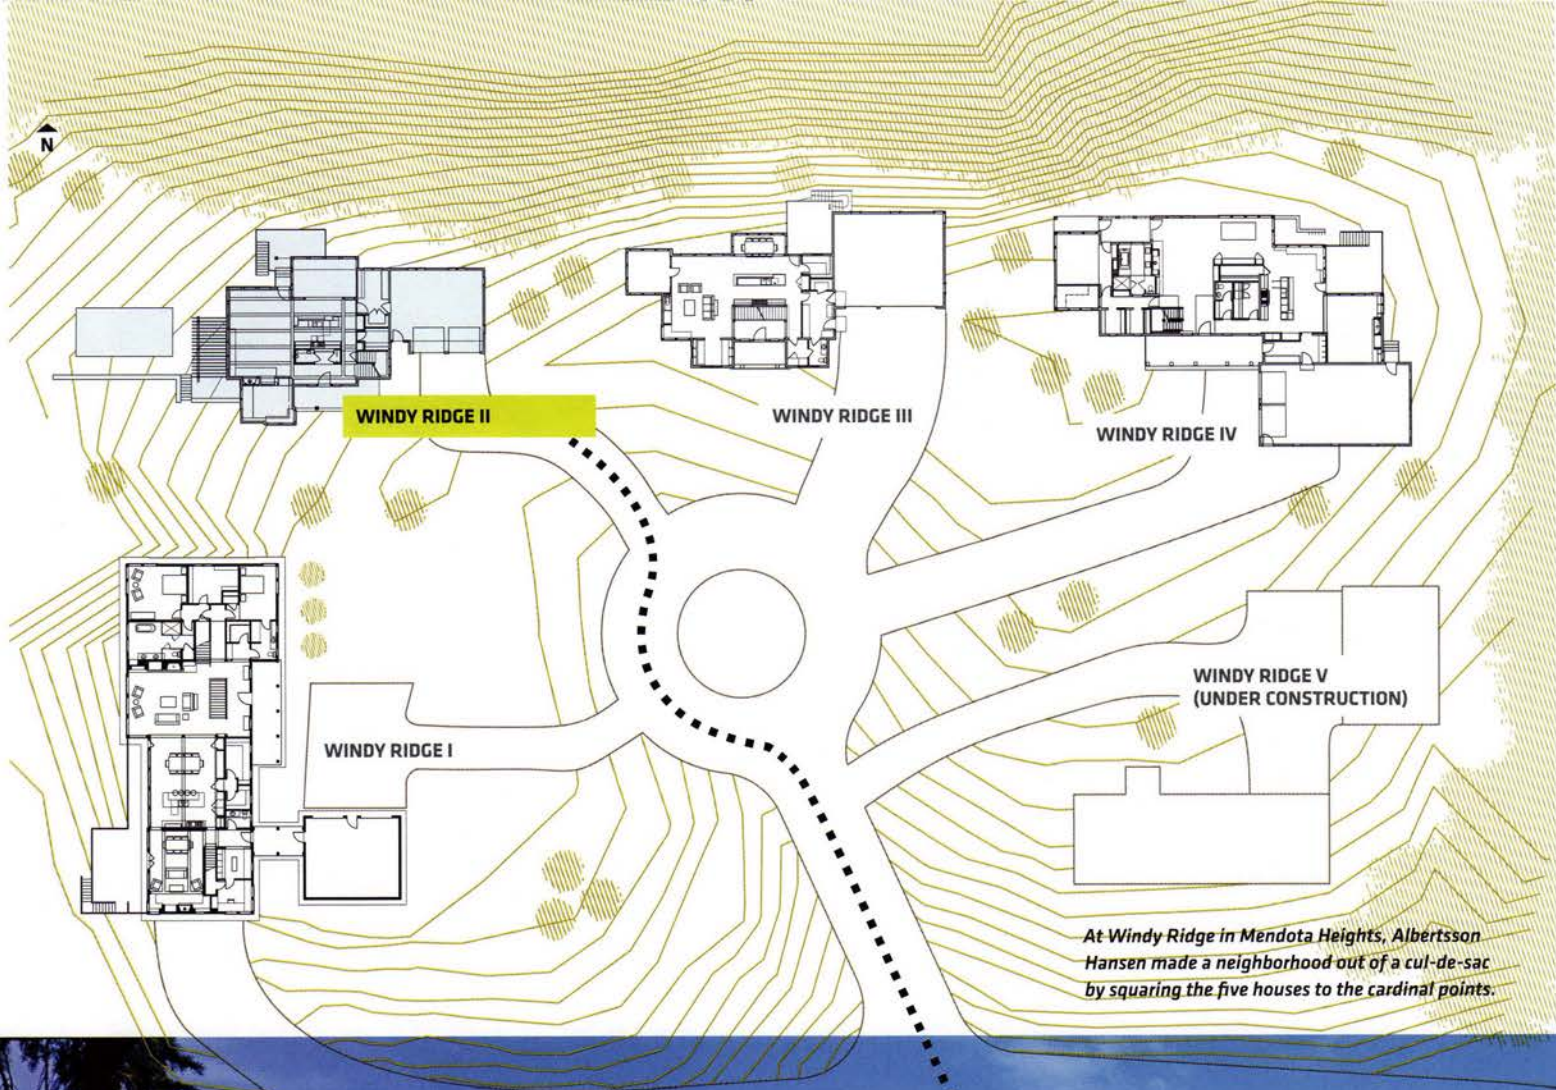 N
WINDY RIDGE II
WINDY RIDGE III
WINDY RIDGE IV
WINDY RIDGE V
(UNDER CONSTRUCTION)
WINDY RIDGE I
At Windy Ridge in Mendota Heights, Albertsson
Hansen made a neighborhood out of a cul-de-sac
by squaring the five houses to the cardinal points.